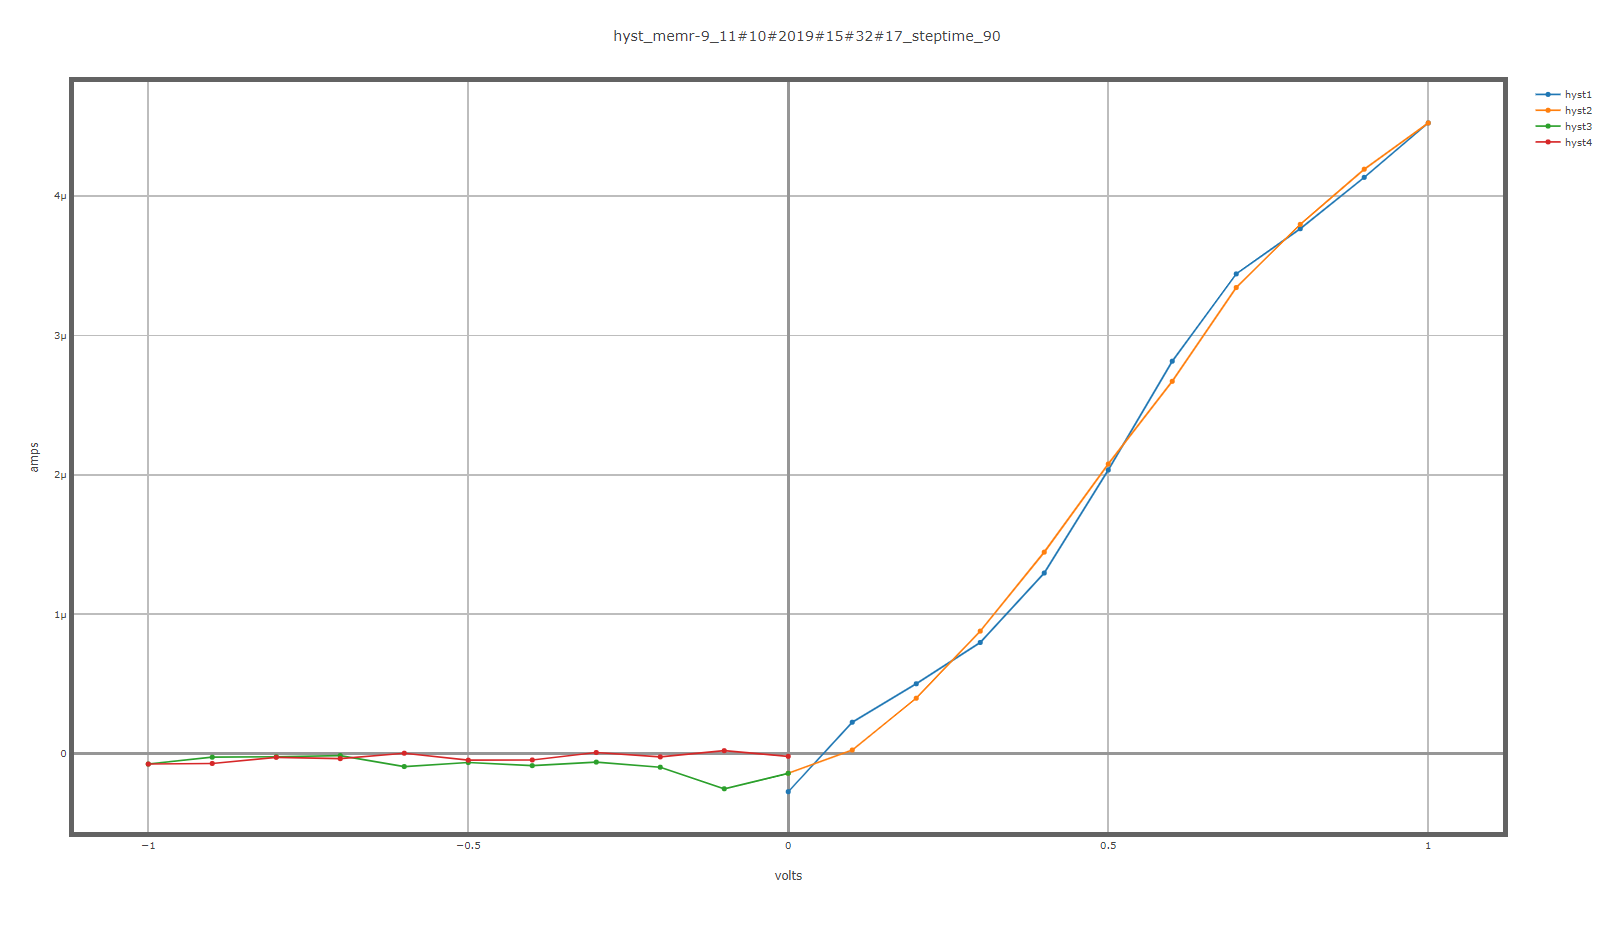 hyst_memr-9_11#10#2019#15#32#17_steptime_90
hyst1
hyst2
hyst3
hyst4
4μ
3μ
2μ
1μ
0
amps
−1
−0.5
0
0.5
1
volts